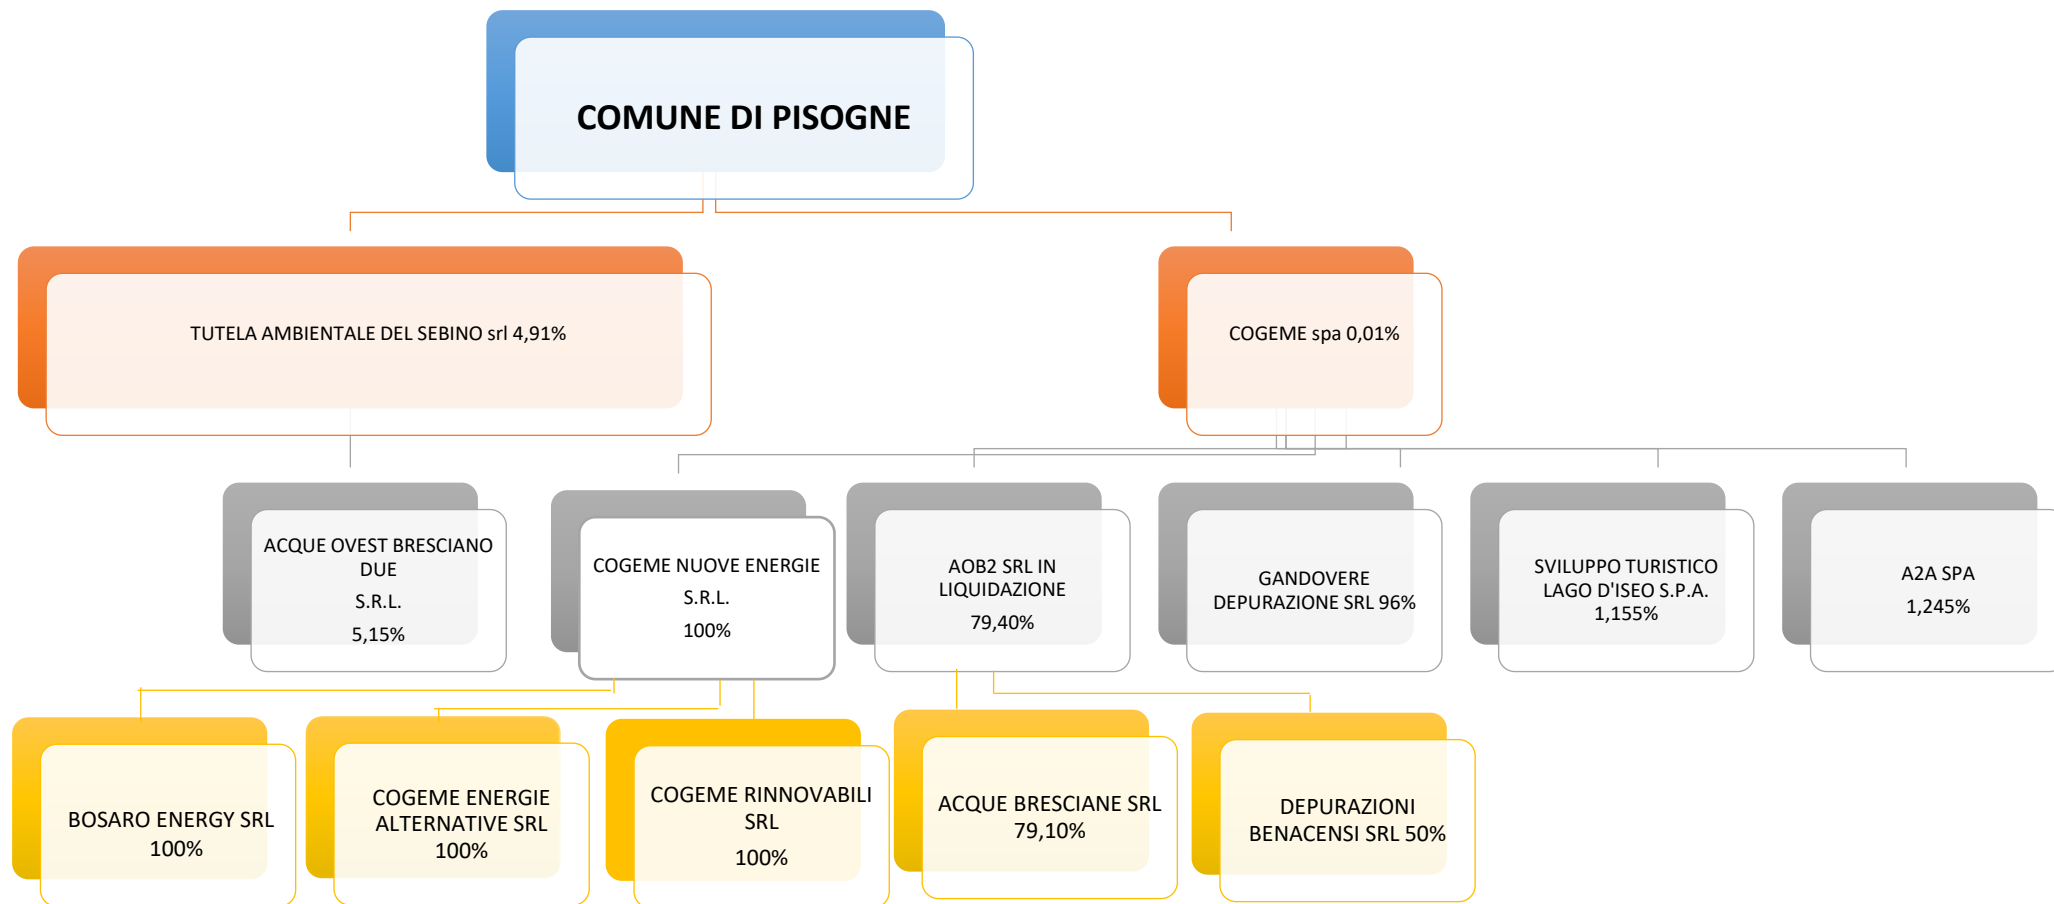 COMUNE DI PISOGNE
TUTELA AMBIENTALE DEL SEBINO srl 4,91%
COGEME spa 0,01%
ACQUE OVEST BRESCIANO
DUE
S.R.L.
5,15%
COGEME NUOVE ENERGIE
S.R.L.
100%
AOB2 SRL IN
LIQUIDAZIONE
79,40%
GANDOVERE
DEPURAZIONE SRL 96%
SVILUPPO TURISTICO
LAGO D'ISEO S.P.A.
1,155%
A2A SPA
1,245%
BOSARO ENERGY SRL
100%
COGEME ENERGIE
ALTERNATIVE SRL
100%
COGEME RINNOVABILI
SRL
100%
ACQUE BRESCIANE SRL
79,10%
DEPURAZIONI
BENACENSI SRL 50%